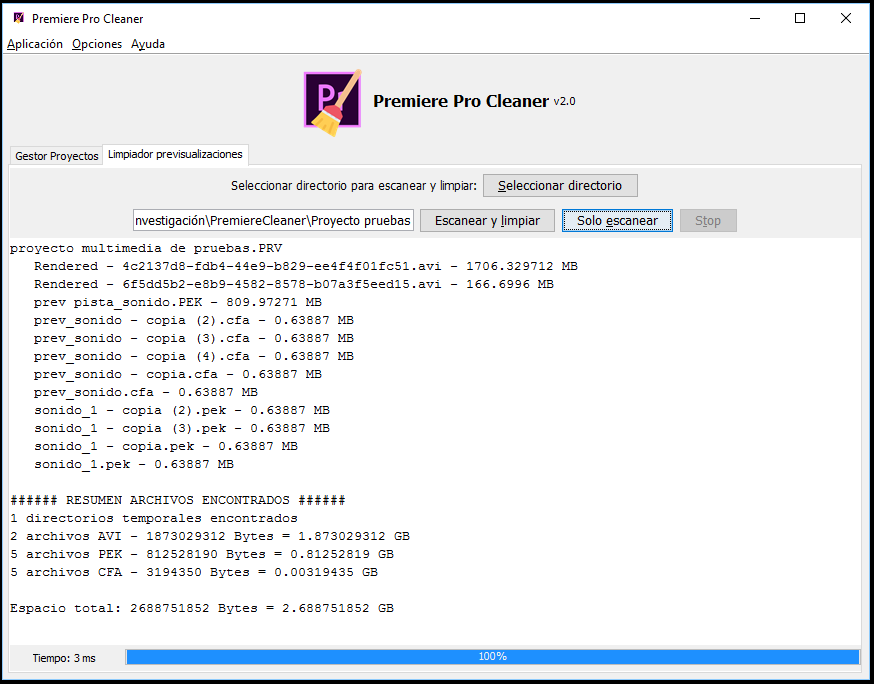 Premiere Pro Cleaner
Aplicación Opciones Ayuda
Pr
Premiere Pro Cleaner v2.0
Gestor Proyectos Limpiador previsualizaciones
Seleccionar directorio para escanear y limpiar: Seleccionar directorio
nvestigación\PremiereCleaner\Proyecto pruebas Escanear y limpiar Solo escanear Stop
proyecto multimedia de pruebas.PRV
Rendered - 4c2137d8-fdb4-44e9-b829-ee4f4f01fc51.avi - 1706.329712 MB
Rendered - 6f5dd5b2-e8b9-4582-8578-b07a3f5eed15.avi - 166.6996 MB
prev pista_sonido.PEK - 809.97271 MB
prev_sonido - copia (2).cfa - 0.63887 MB
prev_sonido - copia (3).cfa - 0.63887 MB
prev_sonido - copia (4).cfa - 0.63887 MB
prev_sonido - copia.cfa - 0.63887 MB
prev_sonido.cfa - 0.63887 MB
sonido_1 - copia (2).pek - 0.63887 MB
sonido_1 - copia (3).pek - 0.63887 MB
sonido_1 - copia.pek - 0.63887 MB
sonido_1.pek - 0.63887 MB
###### RESUMEN ARCHIVOS ENCONTRADOS ######
1 directorios temporales encontrados
2 archivos AVI - 1873029312 Bytes = 1.873029312 GB
5 archivos PEK - 812528190 Bytes = 0.81252819 GB
5 archivos CFA - 3194350 Bytes = 0.00319435 GB
Espacio total: 2688751852 Bytes = 2.688751852 GB
Tiempo: 3 ms 100%